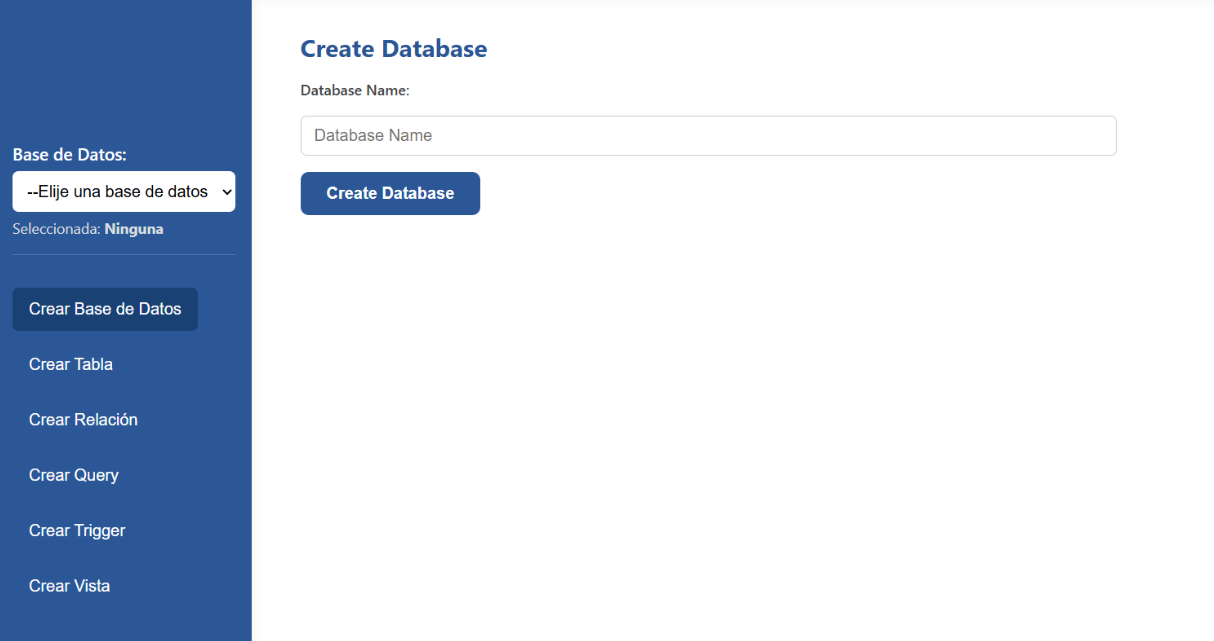 Base de Datos:
--Elije una base de datos
Seleccionada: Ninguna
Crear Base de Datos
Crear Tabla
Crear Relación
Crear Query
Crear Trigger
Crear Vista
Create Database
Database Name:
Database Name
Create Database